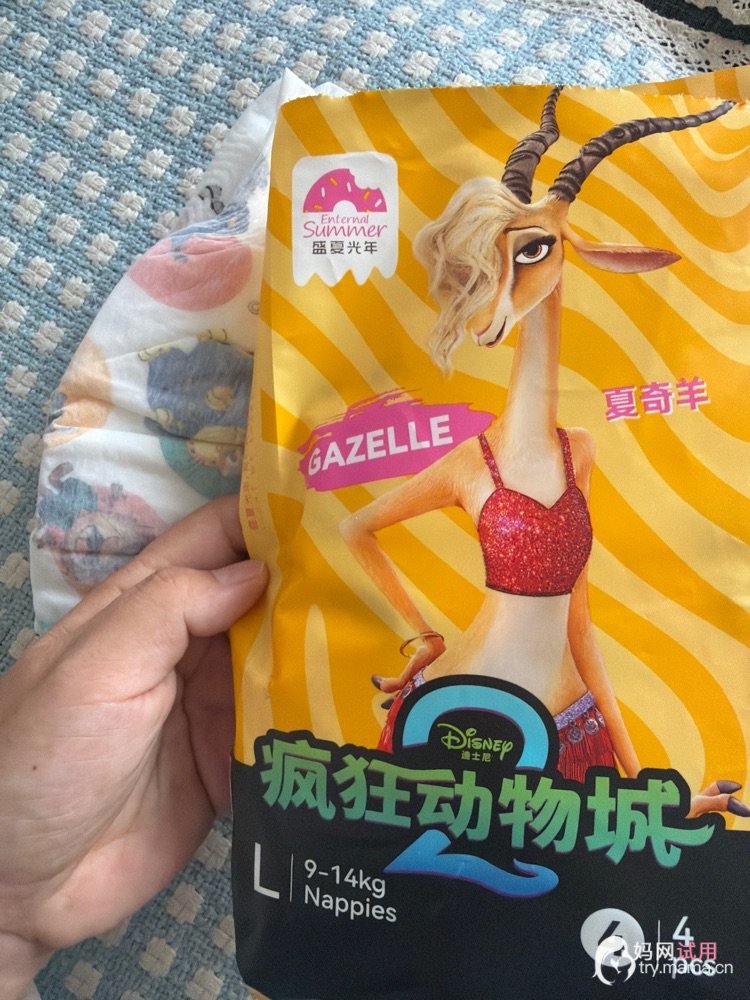 Enternal
Summer
盛夏光年
GAZELLE
夏奇羊
2
DISNEY
迪士尼
疯狂动物城
L
9-14kg
Nappies
4
pcs
妈网试用
try.mama.cn